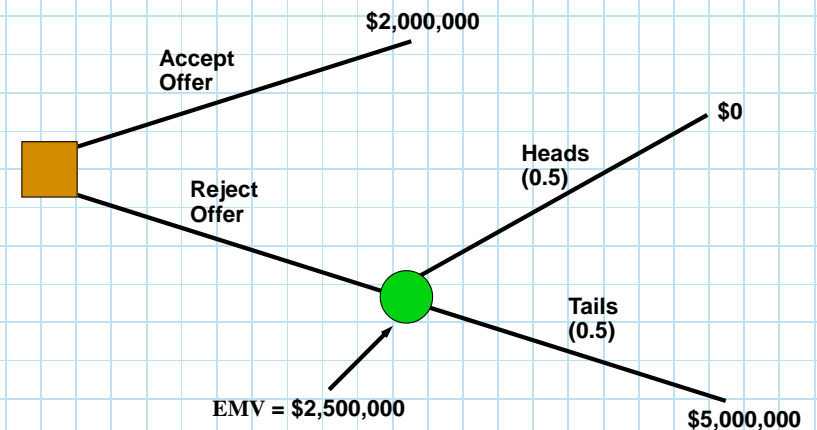 $2,000,000
Accept
Offer
$0
Heads
(0.5)
Reject
Offer
Tails
(0.5)
EMV = $2,500,000
$5,000,000